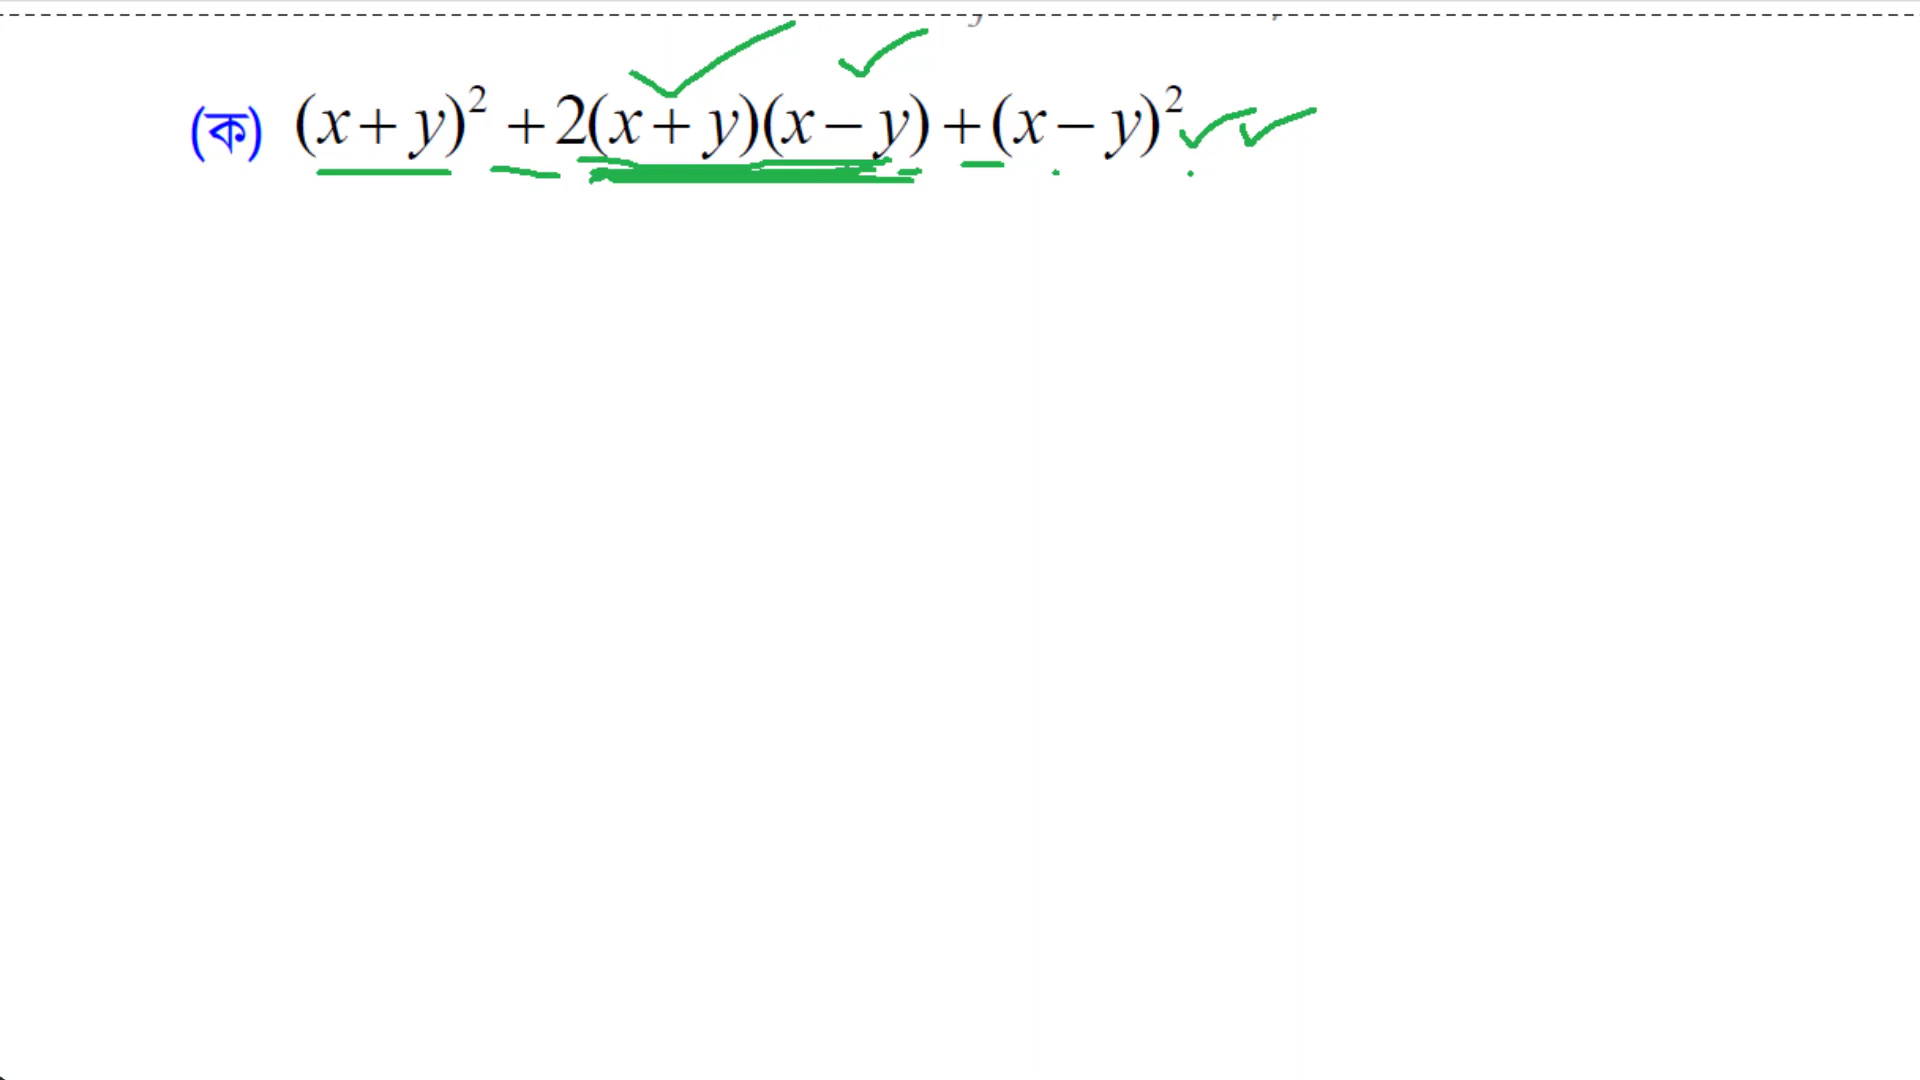 (ক) (x + y)² + 2(x + y)(x − y) + (x − y)²